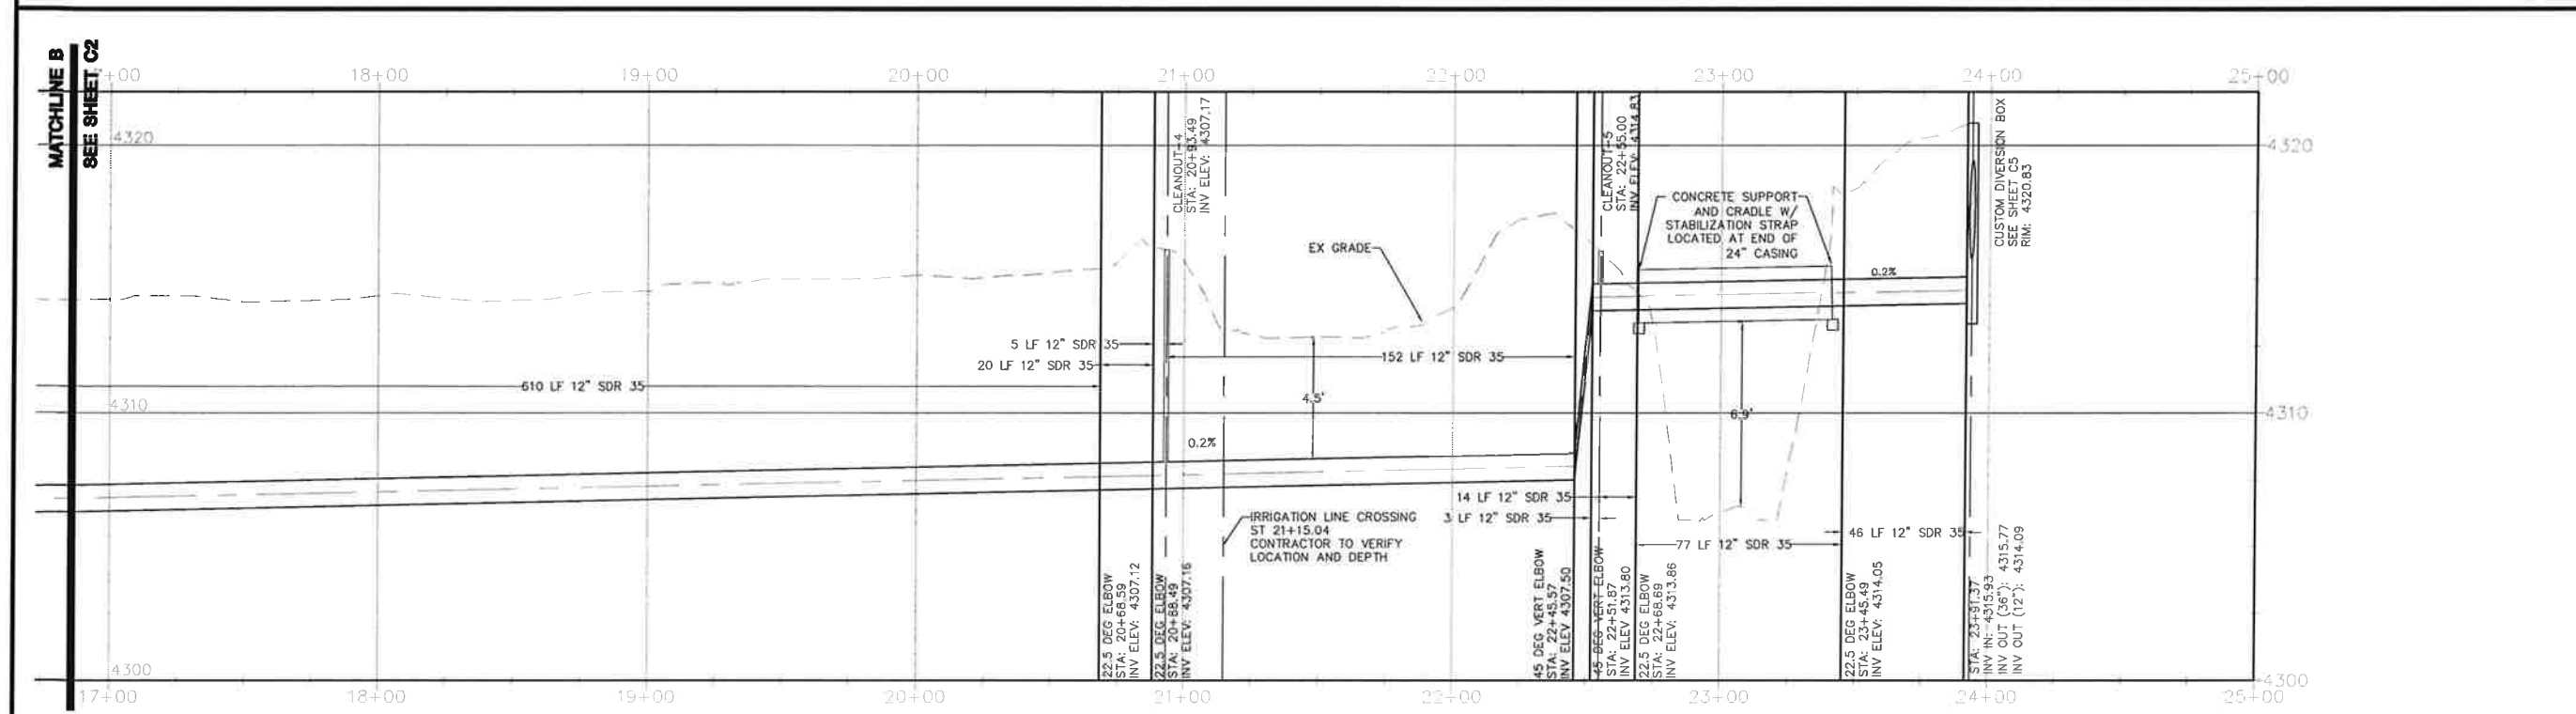 MATCHLINE B
SEE SHEET C2
+00
18+00
19+00
20+00
21+00
22+00
23+00
24+00
25+00
4320
4320
CLEANOUT-4
STA: 20+93.49
INV ELEV: 4307.17
CLEANOUT-5
STA: 22+55.00
INV ELEV: 4314.83
CONCRETE SUPPORT
AND CRADLE W/
STABILIZATION STRAP
LOCATED AT END OF
24" CASING
CUSTOM DIVERSION BOX
SEE SHEET C5
RIM: 4320.83
EX GRADE
0.2%
5 LF 12" SDR 35
20 LF 12" SDR 35
152 LF 12" SDR 35
610 LF 12" SDR 35
4310
4.5'
6.9'
4310
0.2%
14 LF 12" SDR 35
3 LF 12" SDR 35
IRRIGATION LINE CROSSING
ST 21+15.04
CONTRACTOR TO VERIFY
LOCATION AND DEPTH
46 LF 12" SDR 35
77 LF 12" SDR 35
22.5 DEG ELBOW
STA: 20+68.59
INV ELEV: 4307.12
22.5 DEG ELBOW
STA: 20+88.49
INV ELEV: 4307.16
45 DEG VERT ELBOW
STA: 22+45.57
INV ELEV 4307.50
45 DEG VERT ELBOW
STA: 22+51.87
INV ELEV 4313.80
22.5 DEG ELBOW
STA: 22+68.69
INV ELEV: 4313.86
22.5 DEG ELBOW
STA: 23+45.49
INV ELEV: 4314.05
STA: 23+91.37
INV IN: 4315.93
INV OUT (36"): 4315.77
INV OUT (12"): 4314.09
4300
4300
17+00
18+00
19+00
20+00
21+00
22+00
23+00
24+00
25+00